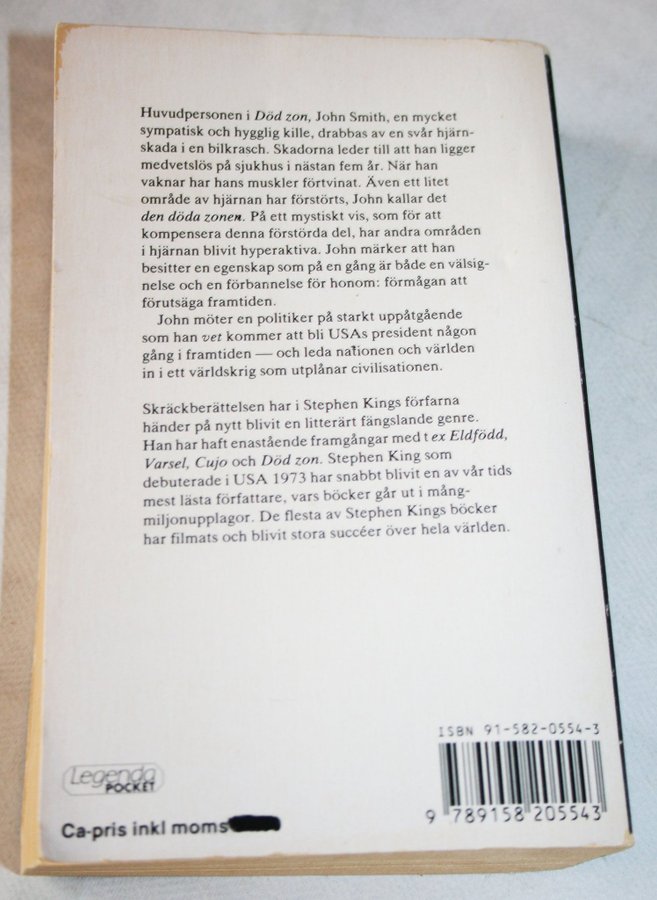 Huvudpersonen i Död zon, John Smith, en mycket
sympatisk och hygglig kille, drabbas av en svår hjärn-
skada i en bilkrasch. Skadorna leder till att han ligger
medvetslös på sjukhus i nästan fem år. När han
vaknar har hans muskler förtvinat. Även ett litet
område av hjärnan har förstörts, John kallar det
den döda zonen. På ett mystiskt vis, som för att
kompensera denna förstörda del, har andra områden
i hjärnan blivit hyperaktiva. John märker att han
besitter en egenskap som på en gång är både en välsig-
nelse och en förbannelse för honom: förmågan att
förutsäga framtiden.
John möter en politiker på starkt uppåtgående
som han vet kommer att bli USAs president någon
gång i framtiden — och leda nationen och världen
in i ett världskrig som utplånar civilisationen.
Skräckberättelsen har i Stephen Kings förfarna
händer på nytt blivit en litterärt fängslande genre.
Han har haft enastående framgångar med t ex Eldfödd,
Varsel, Cujo och Död zon. Stephen King som
debuterade i USA 1973 har snabbt blivit en av vår tids
mest lästa författare, vars böcker går ut i mång-
miljonupplagor. De flesta av Stephen Kings böcker
har filmats och blivit stora succéer över hela världen.
ISBN 91-582-0554-3
9 789158 205543
Legenda
POCKET
Ca-pris inkl moms